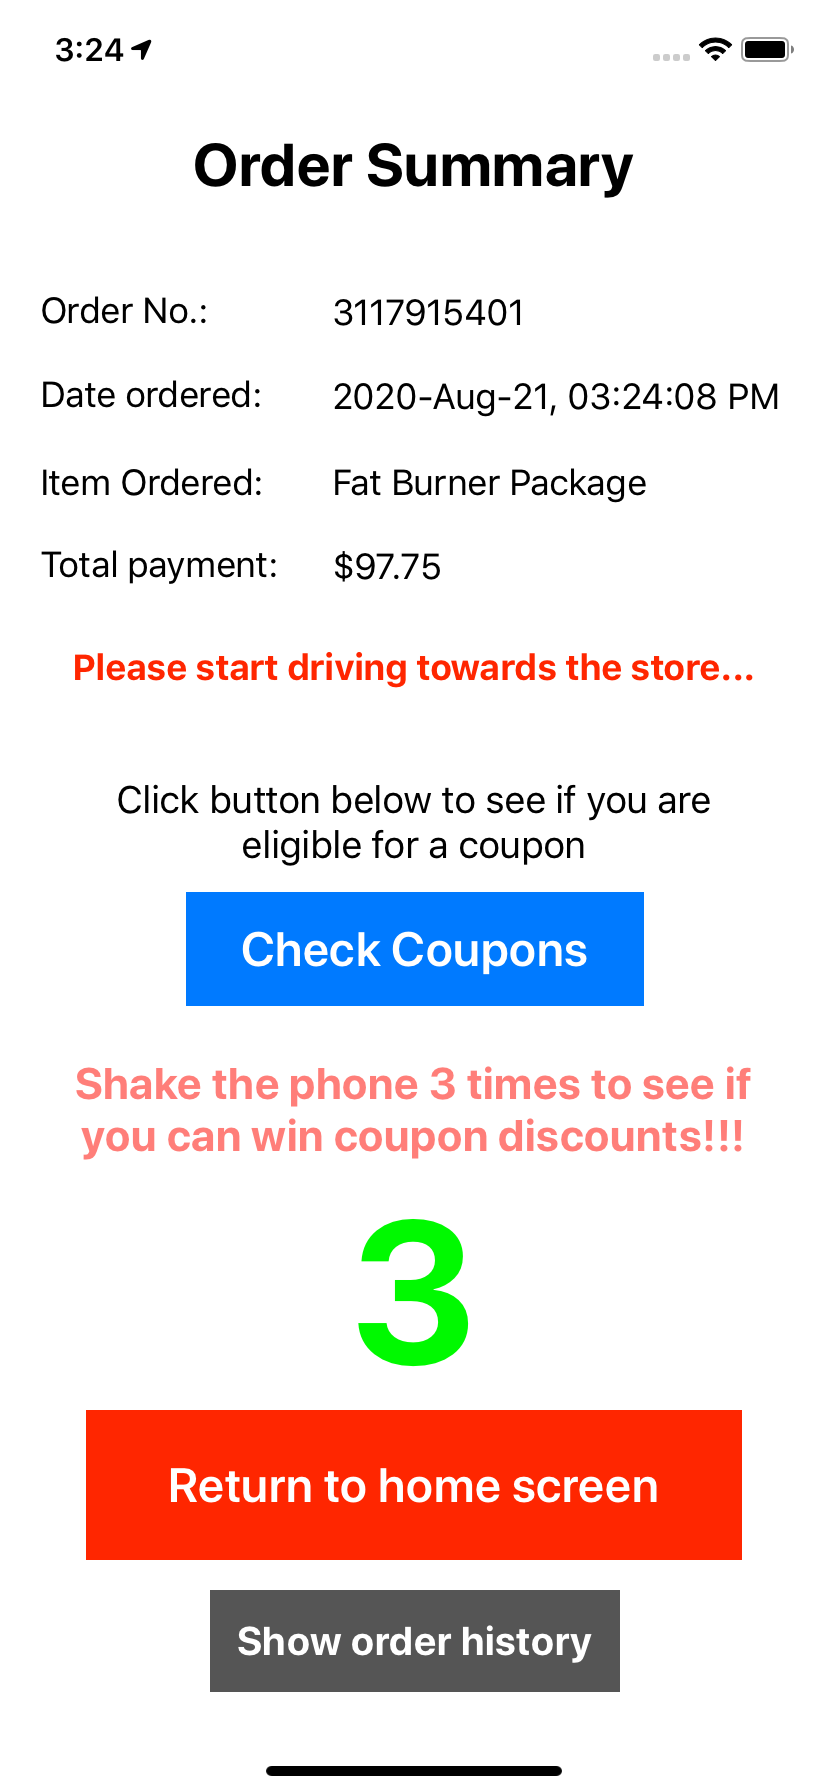 3:24
Order Summary
Order No.: 3117915401
Date ordered: 2020-Aug-21, 03:24:08 PM
Item Ordered: Fat Burner Package
Total payment: $97.75
Please start driving towards the store...
Click button below to see if you are
eligible for a coupon
Check Coupons
Shake the phone 3 times to see if
you can win coupon discounts!!!
3
Return to home screen
Show order history